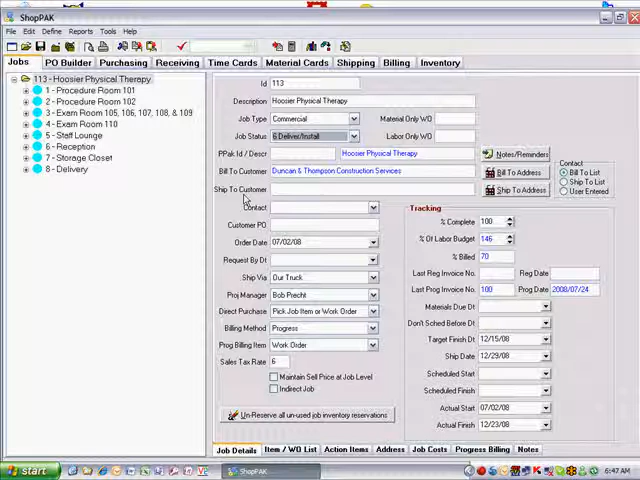 ShopPAK
File Edit Define Reports Tools Help
Jobs PO Builder Purchasing Receiving Time Cards Material Cards Shipping Billing Inventory
113 - Hoosier Physical Therapy
1 - Procedure Room 101
2 - Procedure Room 102
3 - Exam Room 105, 106, 107, 108, & 109
4 - Exam Room 110
5 - Staff Lounge
6 - Reception
7 - Storage Closet
8 - Delivery
Id 113
Description Hoosier Physical Therapy
Job Type Commercial Material Only WO
Job Status 6 Deliver/Install Labor Only WO
PPak Id / Descr Hoosier Physical Therapy
Bill To Customer Duncan & Thompson Construction Services
Ship To Customer
Contact
Customer PO
Order Date 07/02/08
Request By Dt
Ship Via Our Truck
Proj Manager Bob Precht
Direct Purchase Pick Job Item or Work Order
Billing Method Progress
Prog Billing Item Work Order
Sales Tax Rate 6
Maintain Sell Price at Job Level
Indirect Job
Un-Reserve all un-used job inventory reservations
Notes/Reminders
Bill To Address
Ship To Address
Contact
Bill To List
Ship To List
User Entered
Tracking
% Complete 100
% Of Labor Budget 146
% Billed 70
Last Reg Invoice No. Reg Date
Last Prog Invoice No. 100 Prog Date 2008/07/24
Materials Due Dt
Don't Sched Before Dt
Target Finish Dt 12/15/08
Ship Date 12/29/08
Scheduled Start
Scheduled Finish
Actual Start 07/02/08
Actual Finish 12/23/08
Job Details Item / WO List Action Items Address Job Costs Progress Billing Notes
start ShopPAK 6:47 AM